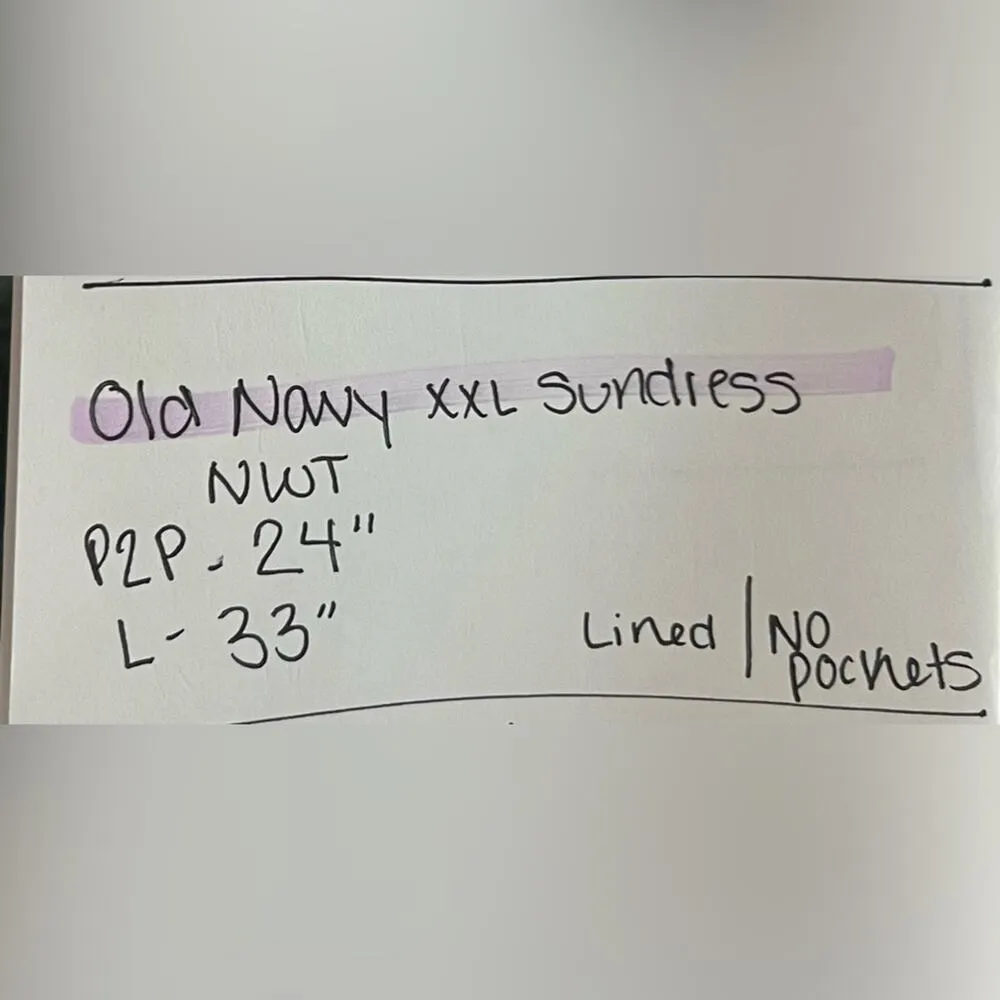 Old Navy XXL Sundress
NWT
P2P - 24"
L - 33"
Lined | NO
pockets